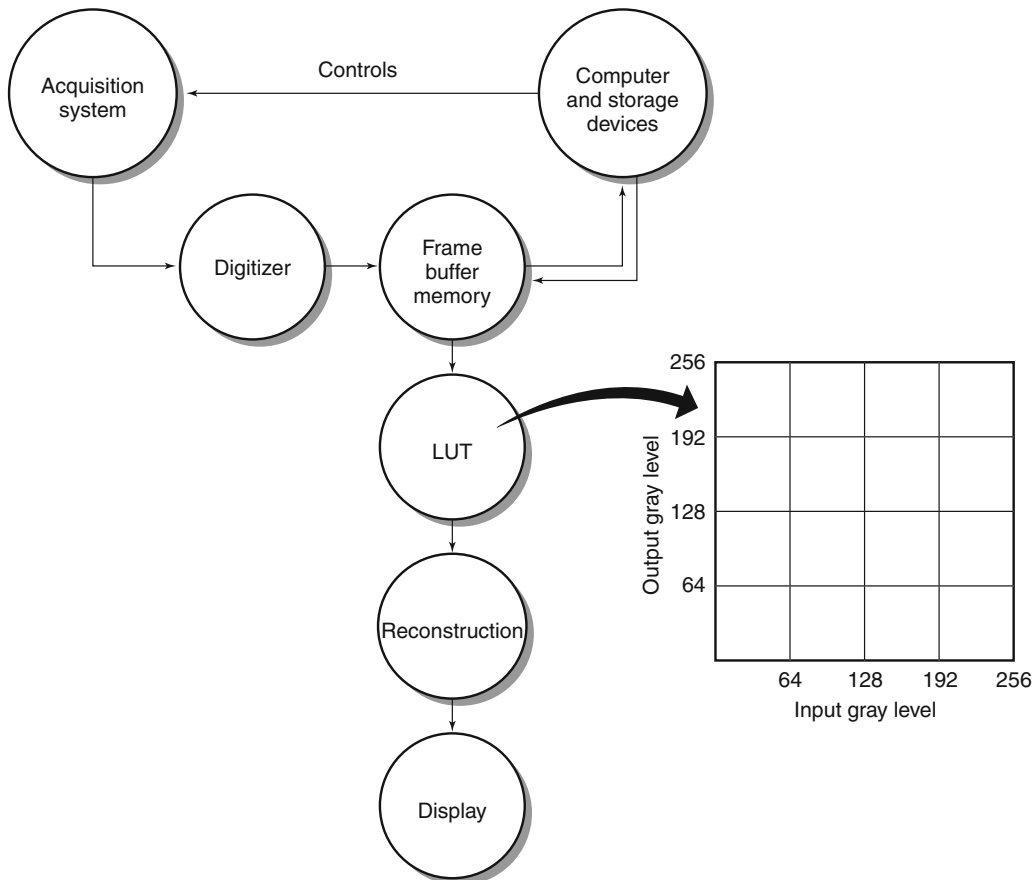 Acquisition
system
Controls
Computer
and storage
devices
Digitizer
Frame
buffer
memory
LUT
Reconstruction
Display
Output gray level
256
192
128
64
64 128 192 256
Input gray level